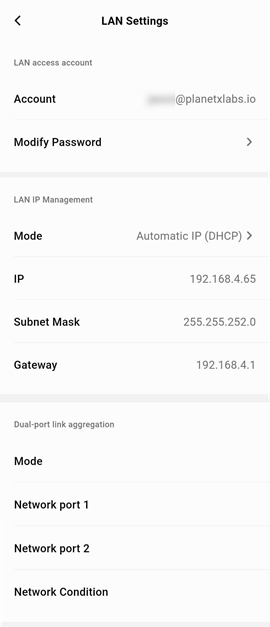 LAN Settings
LAN access account
Account @planetxlabs.io
Modify Password
LAN IP Management
Mode Automatic IP (DHCP)
IP 192.168.4.65
Subnet Mask 255.255.252.0
Gateway 192.168.4.1
Dual-port link aggregation
Mode
Network port 1
Network port 2
Network Condition